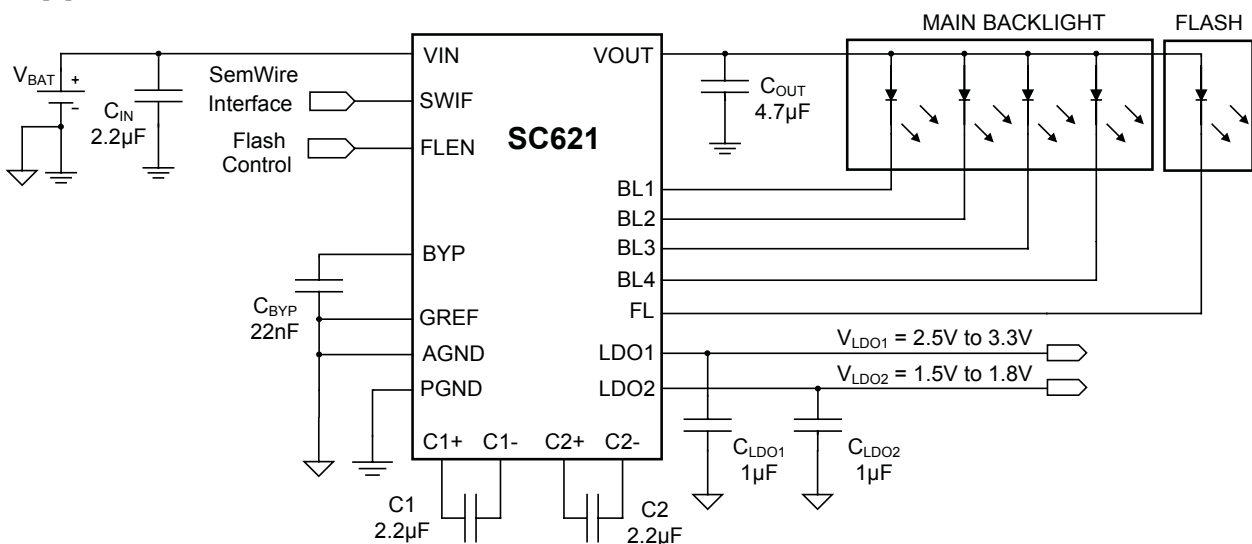 MAIN BACKLIGHT
FLASH
VIN
VOUT
V_BAT
+
-
C_IN
2.2µF
SemWire
Interface
SWIF
Flash
Control
FLEN
SC621
C_OUT
4.7µF
BL1
BL2
BL3
BL4
FL
BYP
C_BYP
22nF
GREF
AGND
PGND
LDO1
V_LDO1 = 2.5V to 3.3V
LDO2
V_LDO2 = 1.5V to 1.8V
C1+ C1- C2+ C2-
C_LDO1
1µF
C_LDO2
1µF
C1
2.2µF
C2
2.2µF